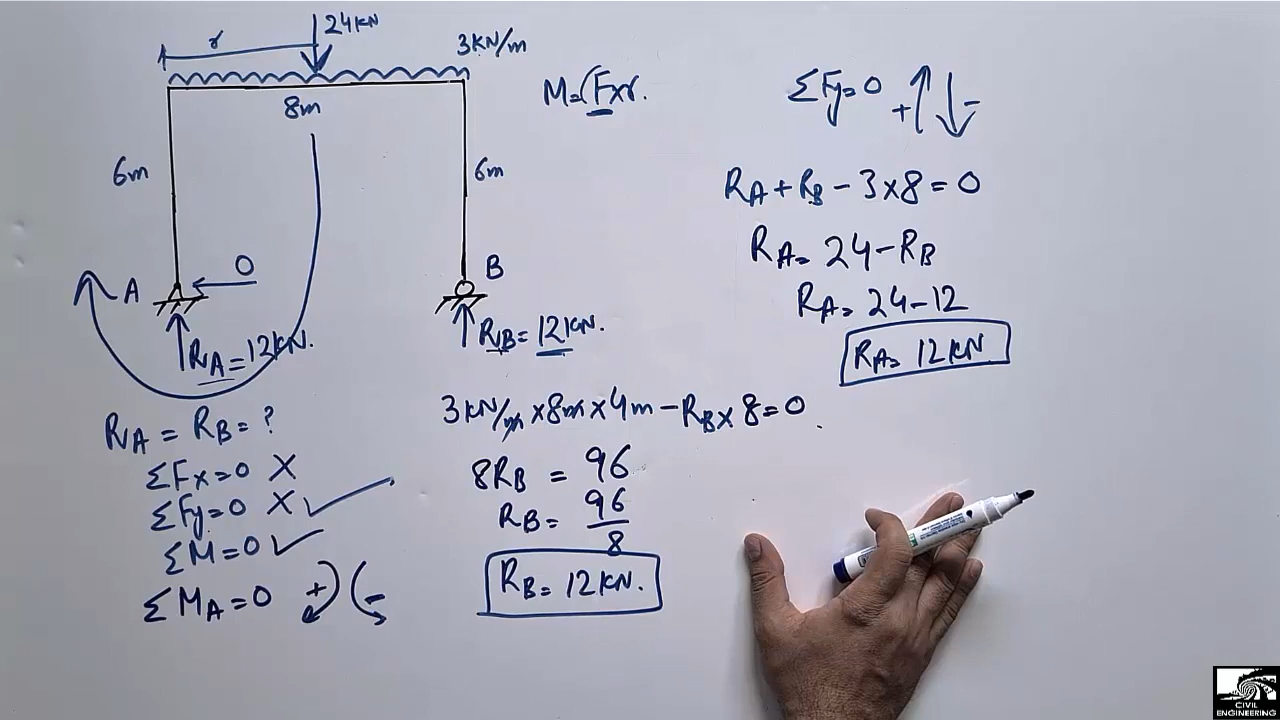 24KN
r
3KN/m
8m
6m
6m
A
0
B
RA=12KN.
RB=12KN.
M=(F×r.
ΣFy=0 +↑ ↓-
RA+RB-3×8=0
RA=24-RB
RA=24-12
RA=12KN
RA=RB=?
ΣFx=0 X
ΣFy=0 X ✓
ΣM=0 ✓
ΣMA=0 + -
3KN/m×8m×4m-RB×8=0.
8RB = 96
RB = 96/8
RB=12KN.
CIVIL
ENGINEERING